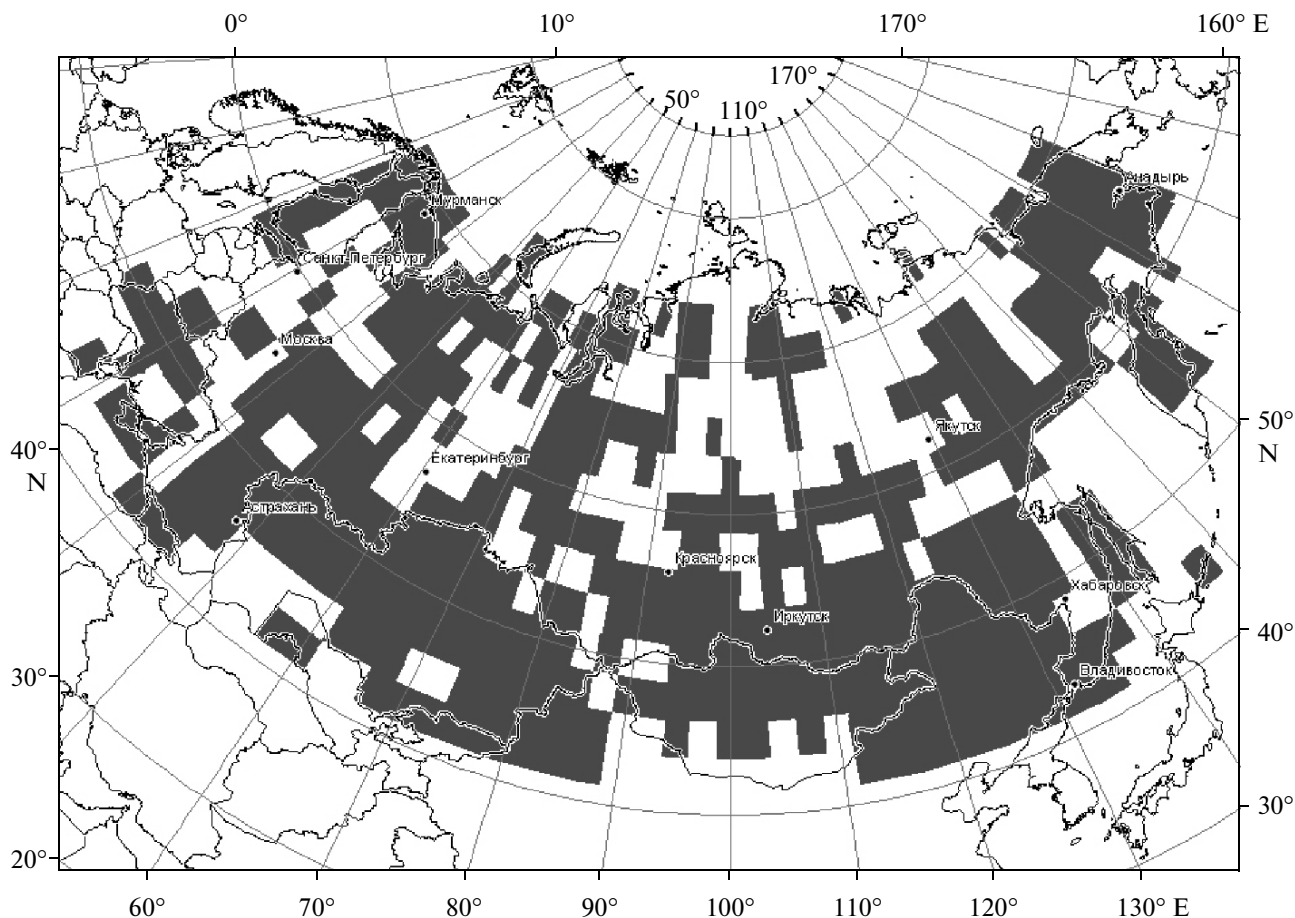 0° 10° 170° 160° E
170°
50° 110°
Анадырь
Мурманск
Санкт-Петербург
Москва
Якутск
50°
N
40°
N
Екатеринбург
Астрахань
Красноярск
Хабаровск
Иркутск
40°
30°
Владивосток
30°
20°
60° 70° 80° 90° 100° 110° 120° 130° E